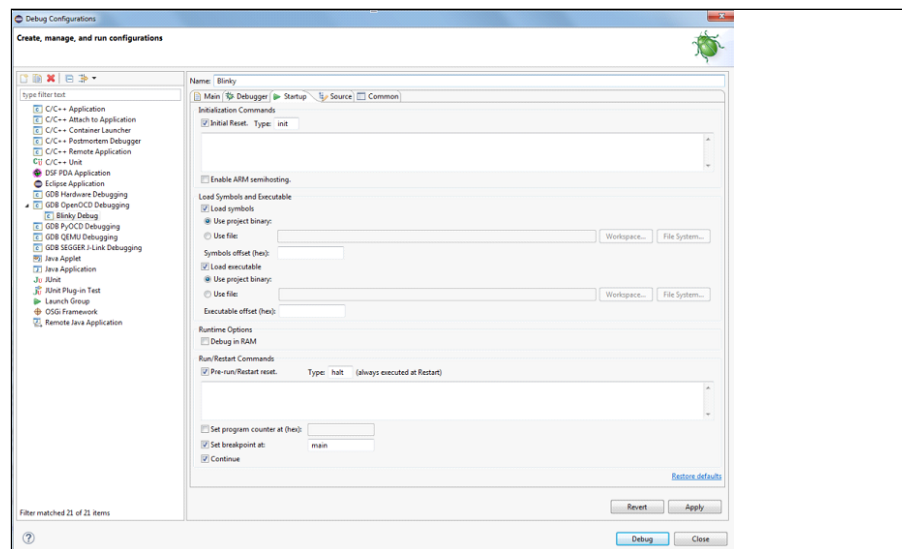 Debug Configurations
Create, manage, and run configurations
type filter text
C/C++ Application
C/C++ Attach to Application
C/C++ Container Launcher
C/C++ Postmortem Debugger
C/C++ Remote Application
C/C++ Unit
DSF PDA Application
Eclipse Application
GDB Hardware Debugging
GDB OpenOCD Debugging
Blinky Debug
GDB PyOCD Debugging
GDB QEMU Debugging
GDB SEGGER J-Link Debugging
Java Applet
Java Application
JUnit
JUnit Plug-in Test
Launch Group
OSGi Framework
Remote Java Application
Filter matched 21 of 21 items
Name: Blinky
Main Debugger Startup Source Common
Initialization Commands
Initial Reset. Type: init
Enable ARM semihosting.
Load Symbols and Executable
Load symbols
Use project binary:
Use file: Workspace... File System...
Symbols offset (hex):
Load executable
Use project binary:
Use file: Workspace... File System...
Executable offset (hex):
Runtime Options
Debug in RAM
Run/Restart Commands
Pre-run/Restart reset. Type: halt (always executed at Restart)
Set program counter at (hex):
Set breakpoint at: main
Continue
Restore defaults
Revert Apply
Debug Close